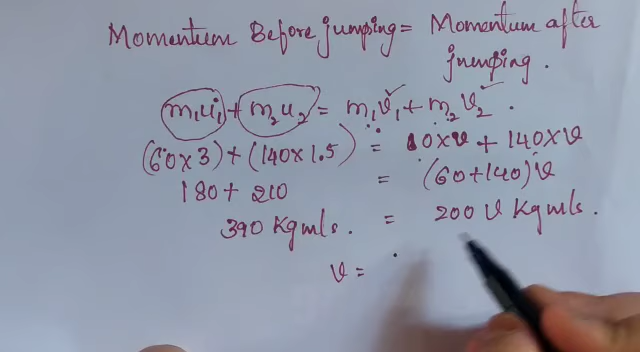 Momentum Before jumping = Momentum after
jumping.
m₁u₁ + m₂u₂ = m₁v₁ + m₂v₂.
(60x3) + (140x1.5) = 60xv + 140xv
180 + 210 = (60+140)v
390 Kgm/s. = 200 v Kgm/s.
v =